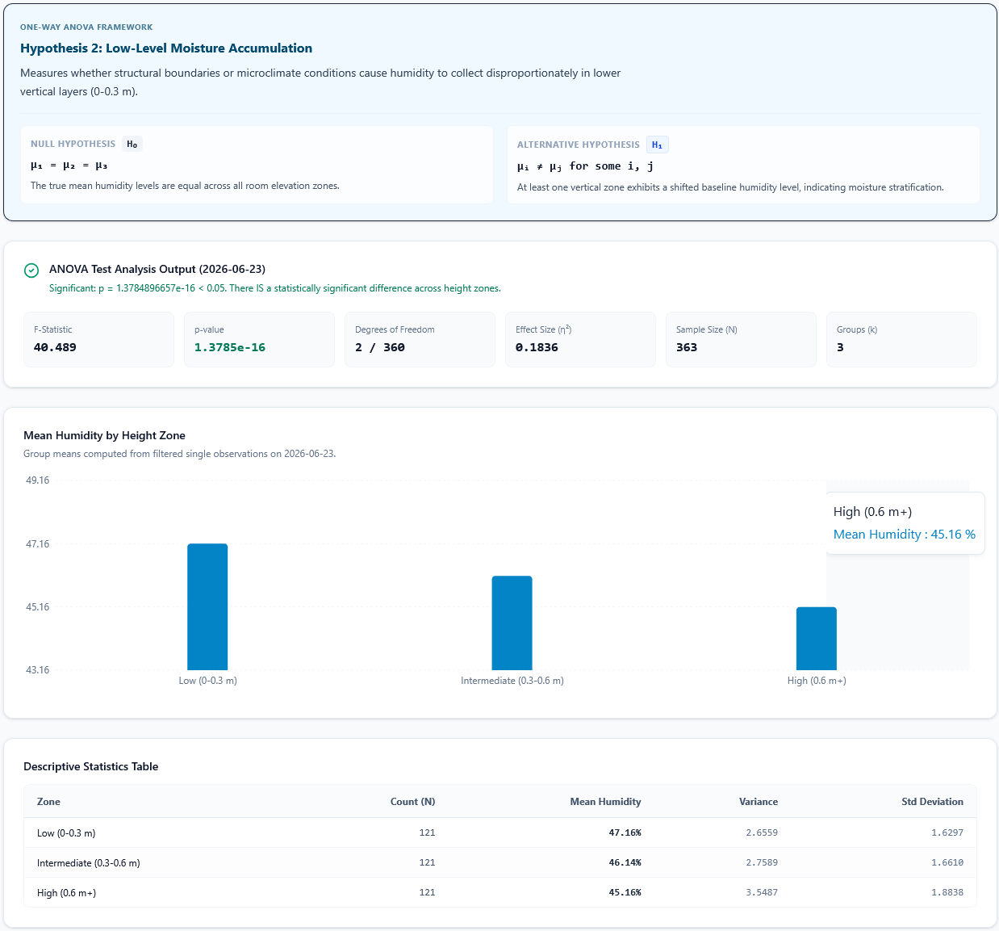 ONE-WAY ANOVA FRAMEWORK
Hypothesis 2: Low-Level Moisture Accumulation
Measures whether structural boundaries or microclimate conditions cause humidity to collect disproportionately in lower
vertical layers (0-0.3 m).
NULL HYPOTHESIS H₀
μ₁ = μ₂ = μ₃
The true mean humidity levels are equal across all room elevation zones.
ALTERNATIVE HYPOTHESIS H₁
μᵢ ≠ μⱼ for some i, j
At least one vertical zone exhibits a shifted baseline humidity level, indicating moisture stratification.
ANOVA Test Analysis Output (2026-06-23)
Significant: p = 1.3784896657e-16 < 0.05. There IS a statistically significant difference across height zones.
F-Statistic
40.489
p-value
1.3785e-16
Degrees of Freedom
2 / 360
Effect Size (η²)
0.1836
Sample Size (N)
363
Groups (k)
3
Mean Humidity by Height Zone
Group means computed from filtered single observations on 2026-06-23.
49.16
47.16
45.16
43.16
High (0.6 m+)
Mean Humidity : 45.16 %
Low (0-0.3 m) Intermediate (0.3-0.6 m) High (0.6 m+)
Descriptive Statistics Table
Zone Count (N) Mean Humidity Variance Std Deviation
Low (0-0.3 m) 121 47.16% 2.6559 1.6297
Intermediate (0.3-0.6 m) 121 46.14% 2.7589 1.6610
High (0.6 m+) 121 45.16% 3.5487 1.8838